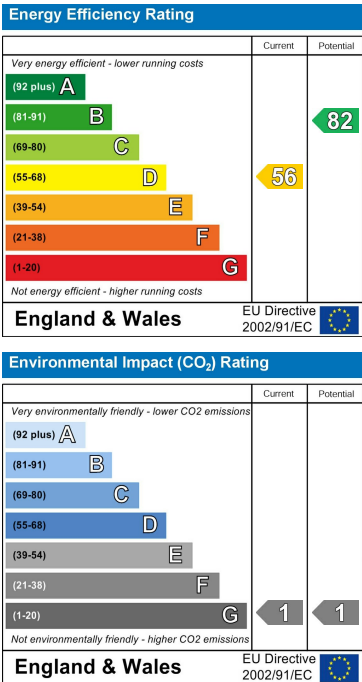 Energy Efficiency Rating
Current Potential
Very energy efficient - lower running costs
(92 plus) A
(81-91) B
82
(69-80) C
(55-68) D
56
(39-54) E
(21-38) F
(1-20) G
Not energy efficient - higher running costs
England & Wales
EU Directive
2002/91/EC
Environmental Impact (CO₂) Rating
Current Potential
Very environmentally friendly - lower CO2 emissions
(92 plus) A
(81-91) B
(69-80) C
(55-68) D
(39-54) E
(21-38) F
(1-20) G
1 1
Not environmentally friendly - higher CO2 emissions
England & Wales
EU Directive
2002/91/EC